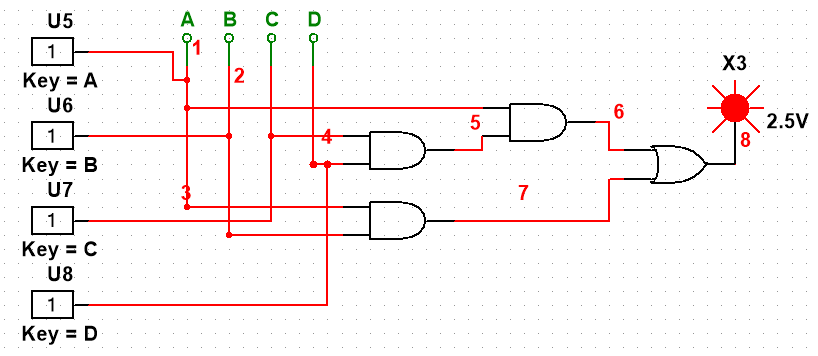 A B C D
U5
1
1
Key = A
2
X3
U6
1
Key = B
4
5
6
2.5V
8
U7
3
7
1
Key = C
U8
1
Key = D